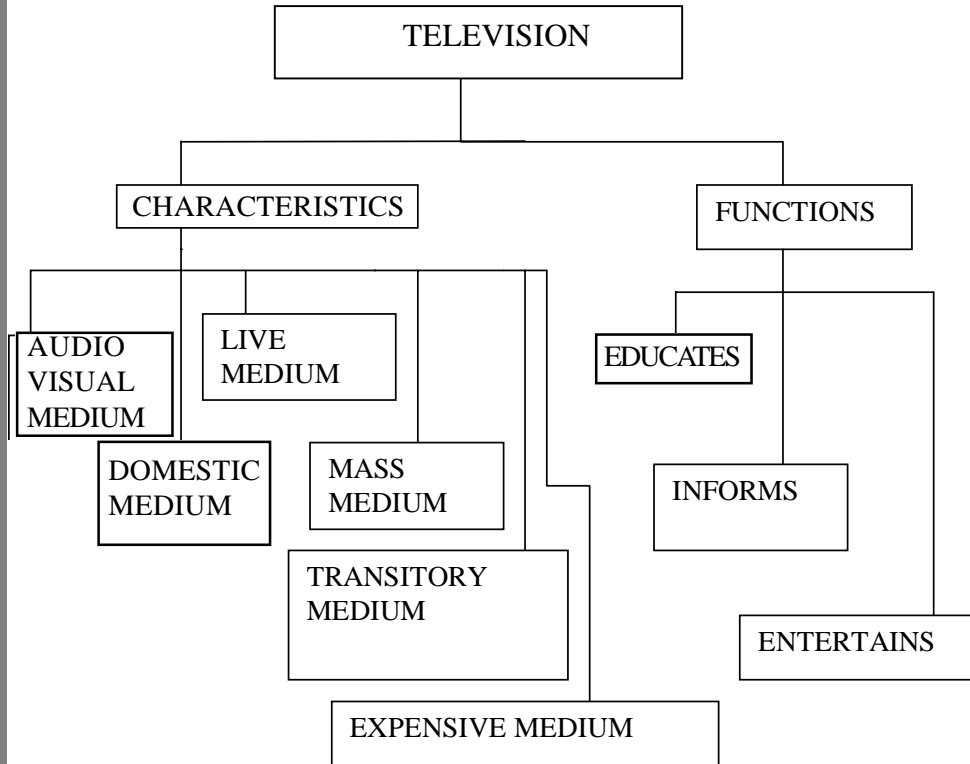 TELEVISION
CHARACTERISTICS
FUNCTIONS
AUDIO
VISUAL
MEDIUM
LIVE
MEDIUM
EDUCATES
DOMESTIC
MEDIUM
MASS
MEDIUM
INFORMS
TRANSITORY
MEDIUM
ENTERTAINS
EXPENSIVE MEDIUM